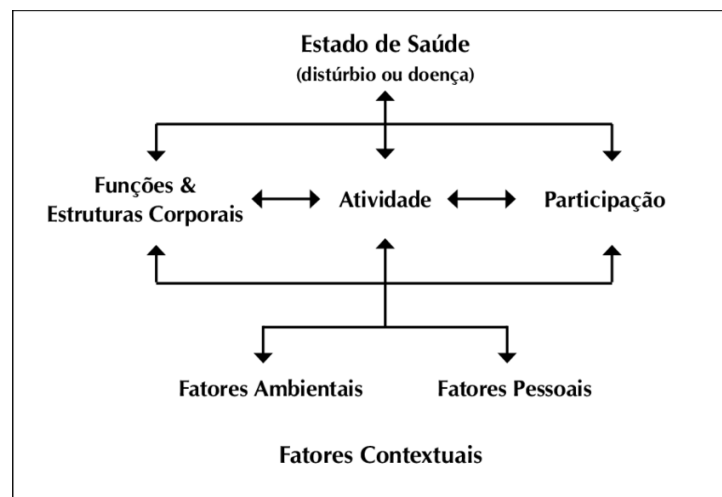 Estado de Saúde
(distúrbio ou doença)
Funções &
Estruturas Corporais
Atividade
Participação
Fatores Ambientais
Fatores Pessoais
Fatores Contextuais